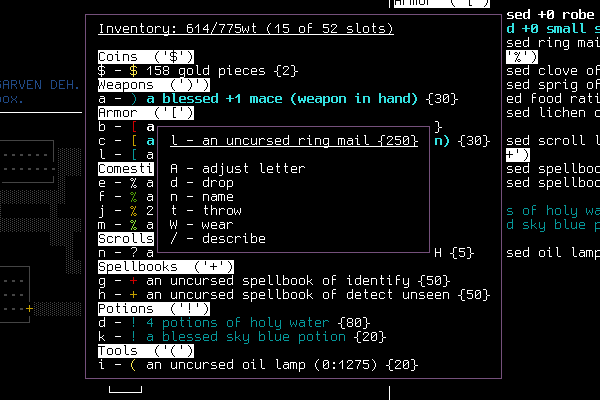 Armor ('[')
Inventory: 614/775wt (15 of 52 slots)
sed +0 robe
d +0 small s
Coins ('$')
sed ring mai
$ - $ 158 gold pieces {2}
'%')
Weapons (')')
sed clove of
GARVEN DEH.
a - ) a blessed +1 mace (weapon in hand) {30}
sed sprig of
box.
Armor ('[')
ed food rati
b - [ a }
sed lichen c
c - [ a n) {30}
sed scroll l
l - [ a
+')
Comesti
sed spellboo
e - % a
sed spellboo
f - % a
j - % 2
s of holy wa
m - % a
d sky blue p
Scrolls
n - ? a H {5}
sed oil lamp
l - an uncursed ring mail {250}
A - adjust letter
d - drop
n - name
t - throw
W - wear
/ - describe
Spellbooks ('+')
g - + an uncursed spellbook of identify {50}
h - + an uncursed spellbook of detect unseen {50}
Potions ('!')
d - ! 4 potions of holy water {80}
k - ! a blessed sky blue potion {20}
Tools ('(')
i - ( an uncursed oil lamp (0:1275) {20}